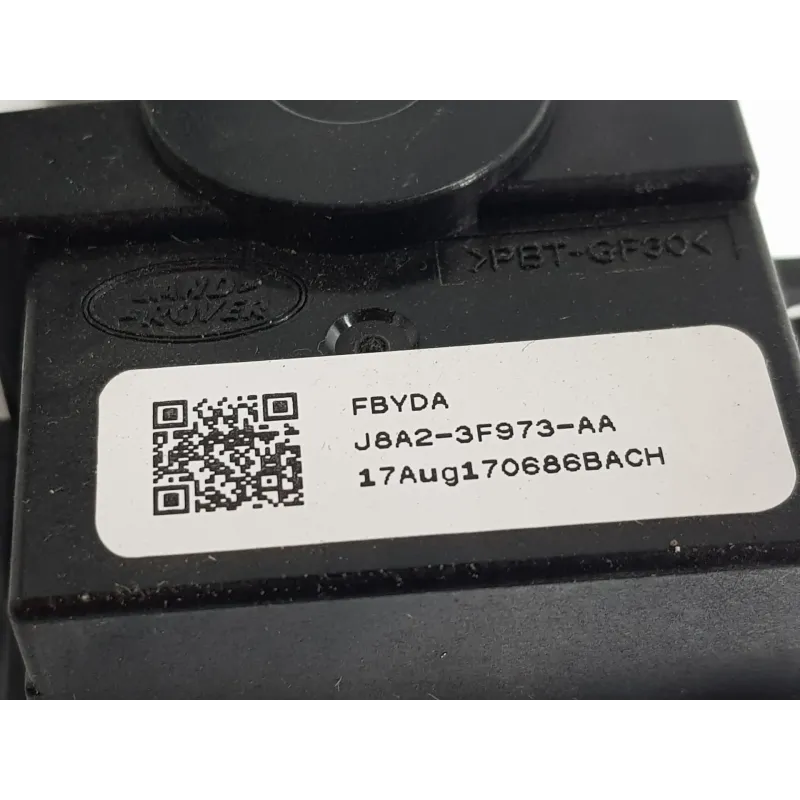 >PBT-GF30<
LAND-
ROVER
FBYDA
J8A2-3F973-AA
17Aug170686BACH